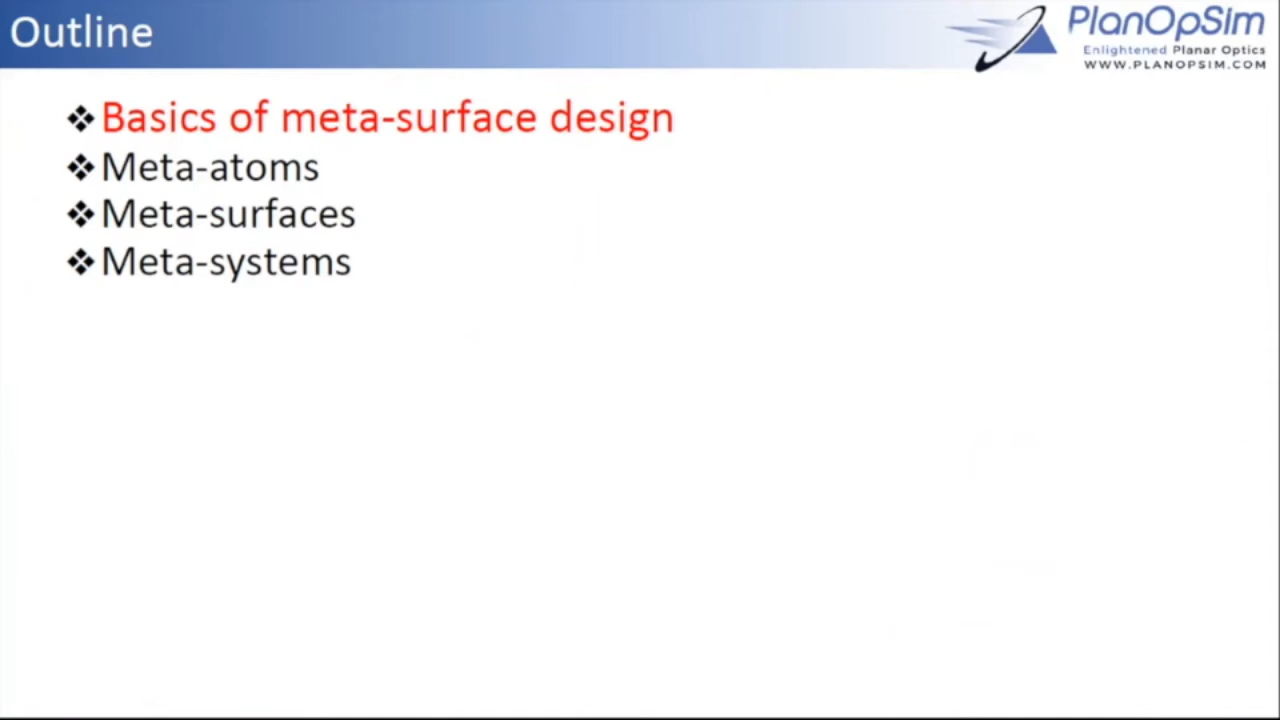 Outline
PlanOpSim
Enlightened Planar Optics
WWW.PLANOPSIM.COM
❖Basics of meta-surface design
❖Meta-atoms
❖Meta-surfaces
❖Meta-systems